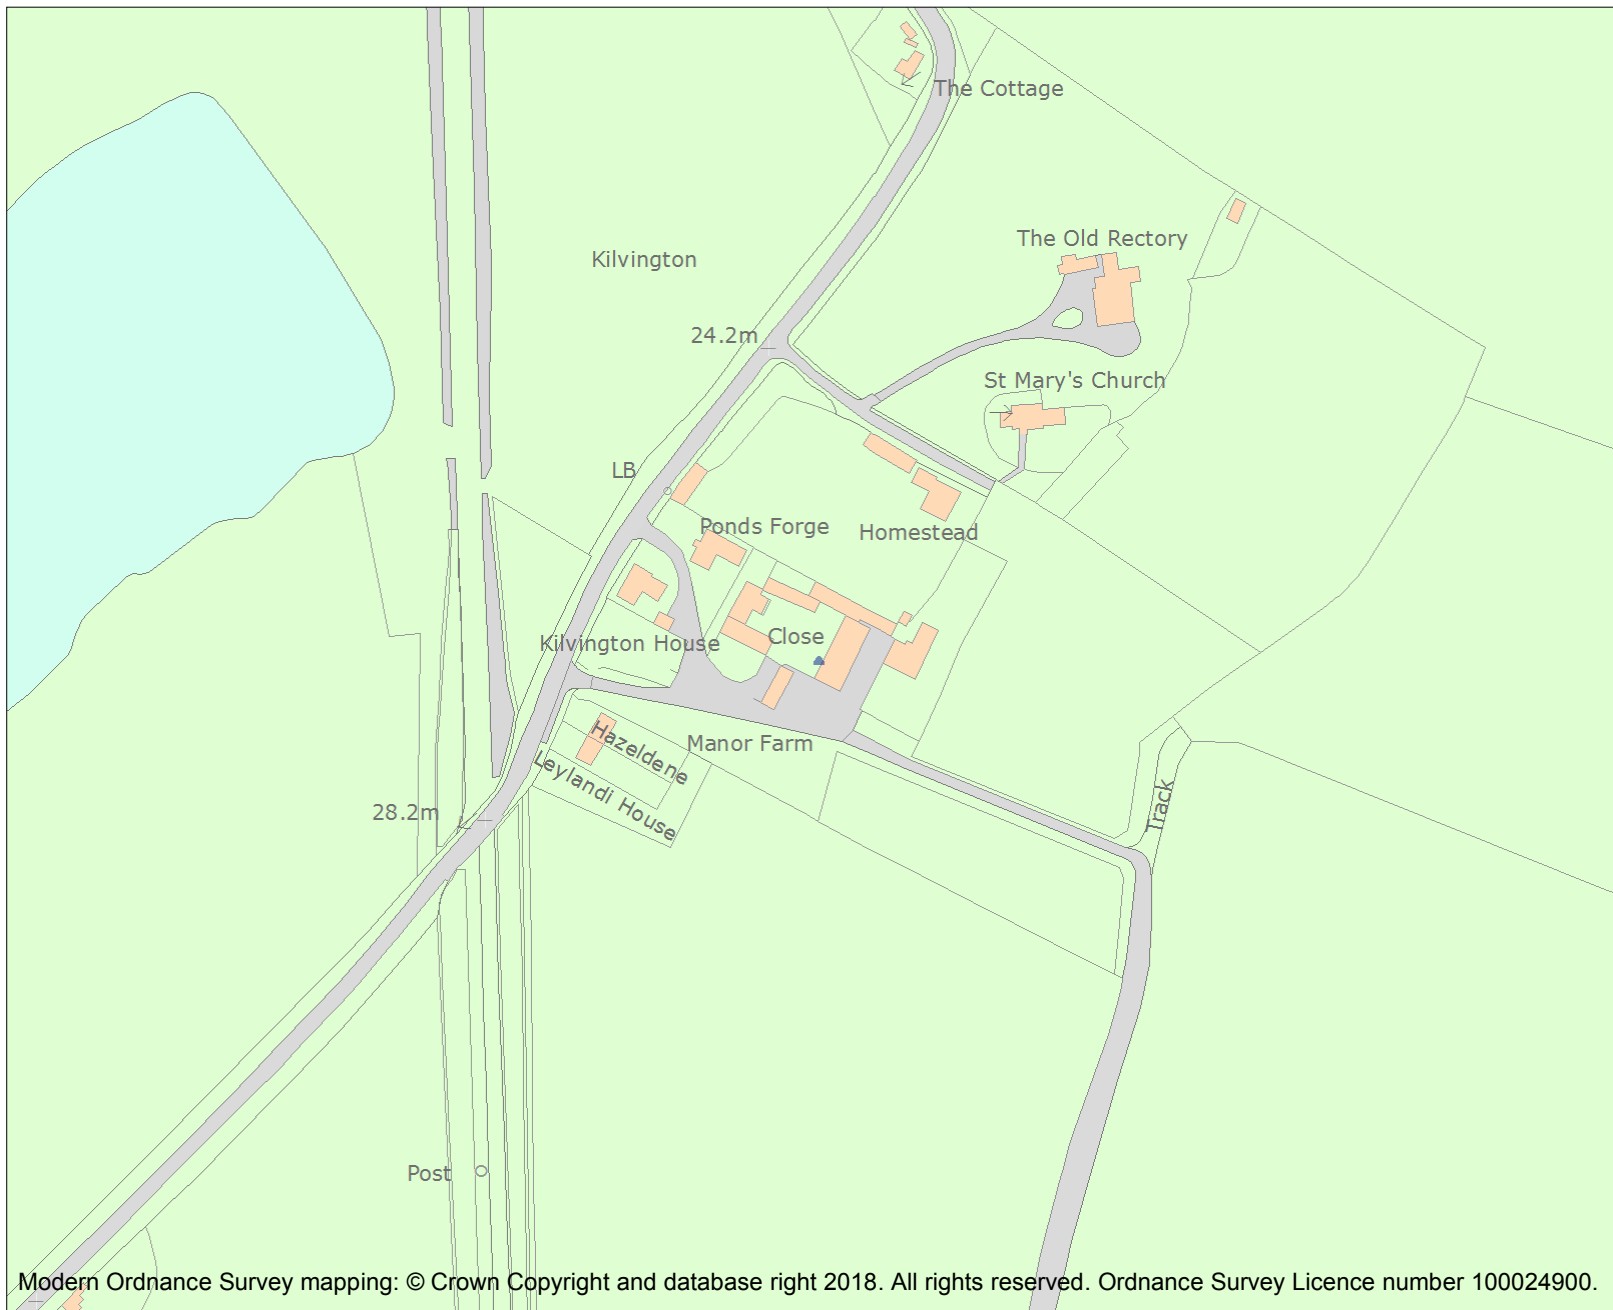 The Cottage
The Old Rectory
Kilvington
24.2m
St Mary's Church
LB
Ponds Forge
Homestead
Kilvington House
Close
Hazeldene
Manor Farm
Leylandi House
Track
28.2m
Post
Modern Ordnance Survey mapping: © Crown Copyright and database right 2018. All rights reserved. Ordnance Survey Licence number 100024900.